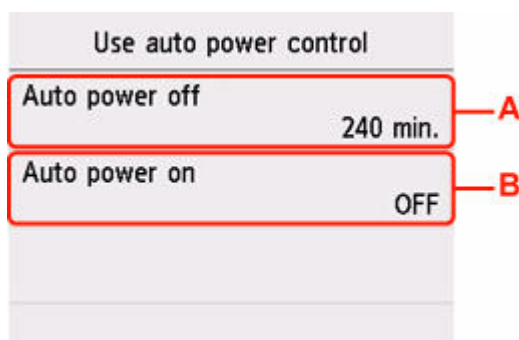 Use auto power control
Auto power off
240 min.
A
Auto power on
OFF
B